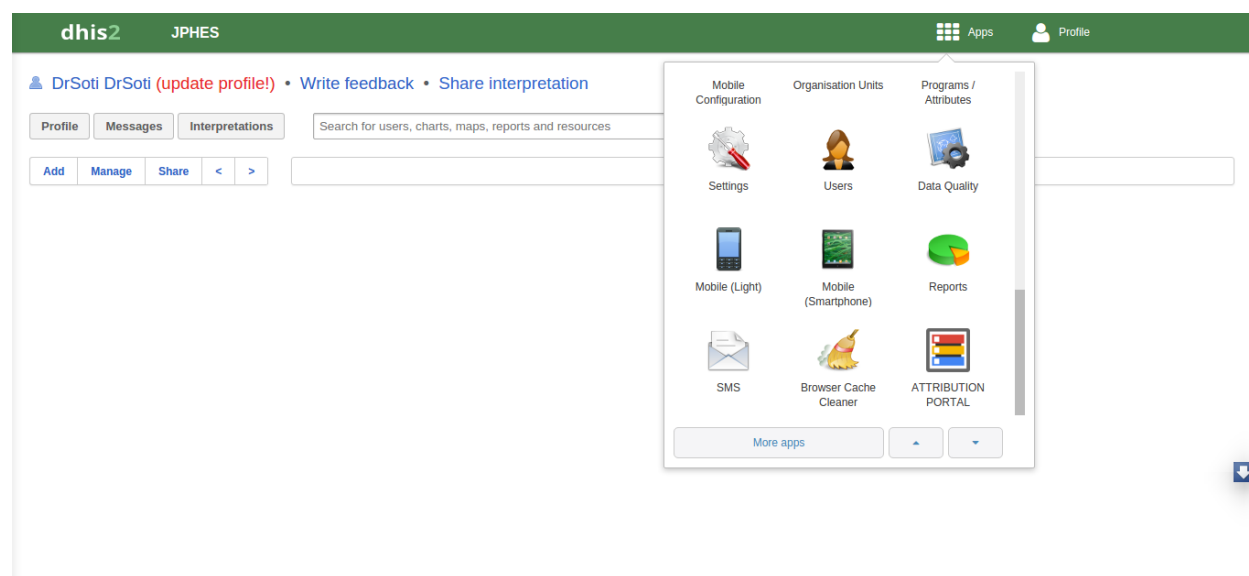 dhis2 JPHES Apps Profile
DrSoti DrSoti (update profile!) • Write feedback • Share interpretation
Profile Messages Interpretations Search for users, charts, maps, reports and resources
Add Manage Share < >
Mobile
Configuration
Organisation Units
Programs /
Attributes
Settings
Users
Data Quality
Mobile (Light)
Mobile
(Smartphone)
Reports
SMS
Browser Cache
Cleaner
ATTRIBUTION
PORTAL
More apps